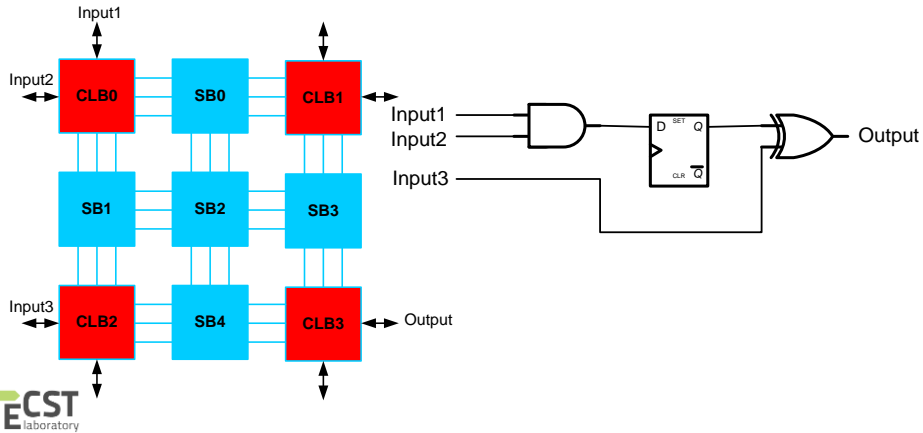 Input1
Input2
CLB0
SB0
CLB1
SB1
SB2
SB3
Input3
CLB2
SB4
CLB3
Output
Input1
Input2
Input3
D
SET
Q
CLR
Q
Output
ECST
laboratory